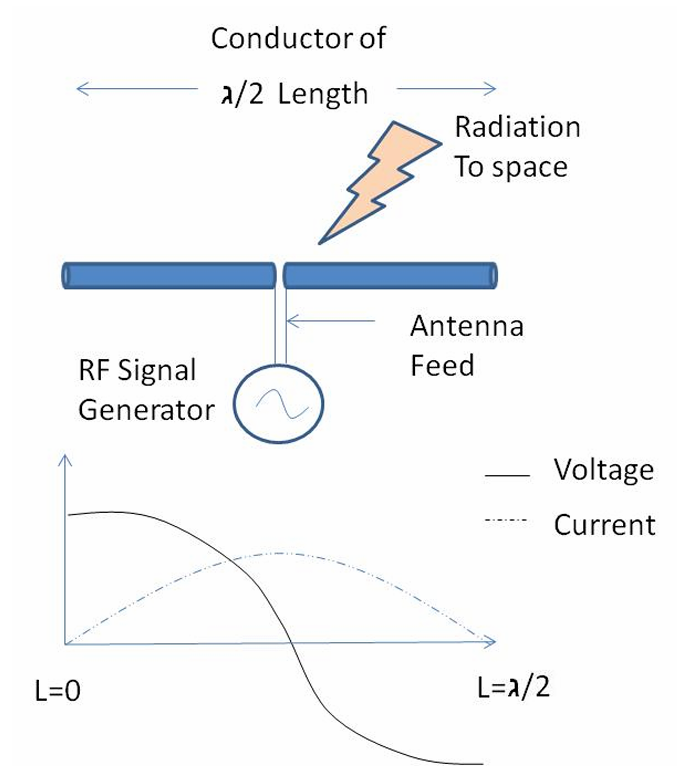 Conductor of
ג/2 Length
Radiation
To space
Antenna
Feed
RF Signal
Generator
Voltage
Current
L=0
L=ג/2